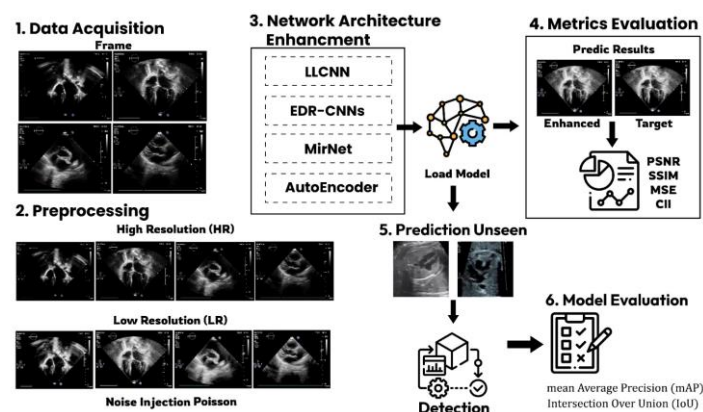 1. Data Acquisition
Frame
2. Preprocessing
High Resolution (HR)
Low Resolution (LR)
Noise Injection Poisson
3. Network Architecture
Enhancment
LLCNN
EDR-CNNs
MirNet
AutoEncoder
Load Model
4. Metrics Evaluation
Predic Results
Enhanced
Target
PSNR
SSIM
MSE
CII
5. Prediction Unseen
Detection
6. Model Evaluation
mean Average Precision (mAP)
Intersection Over Union (IoU)